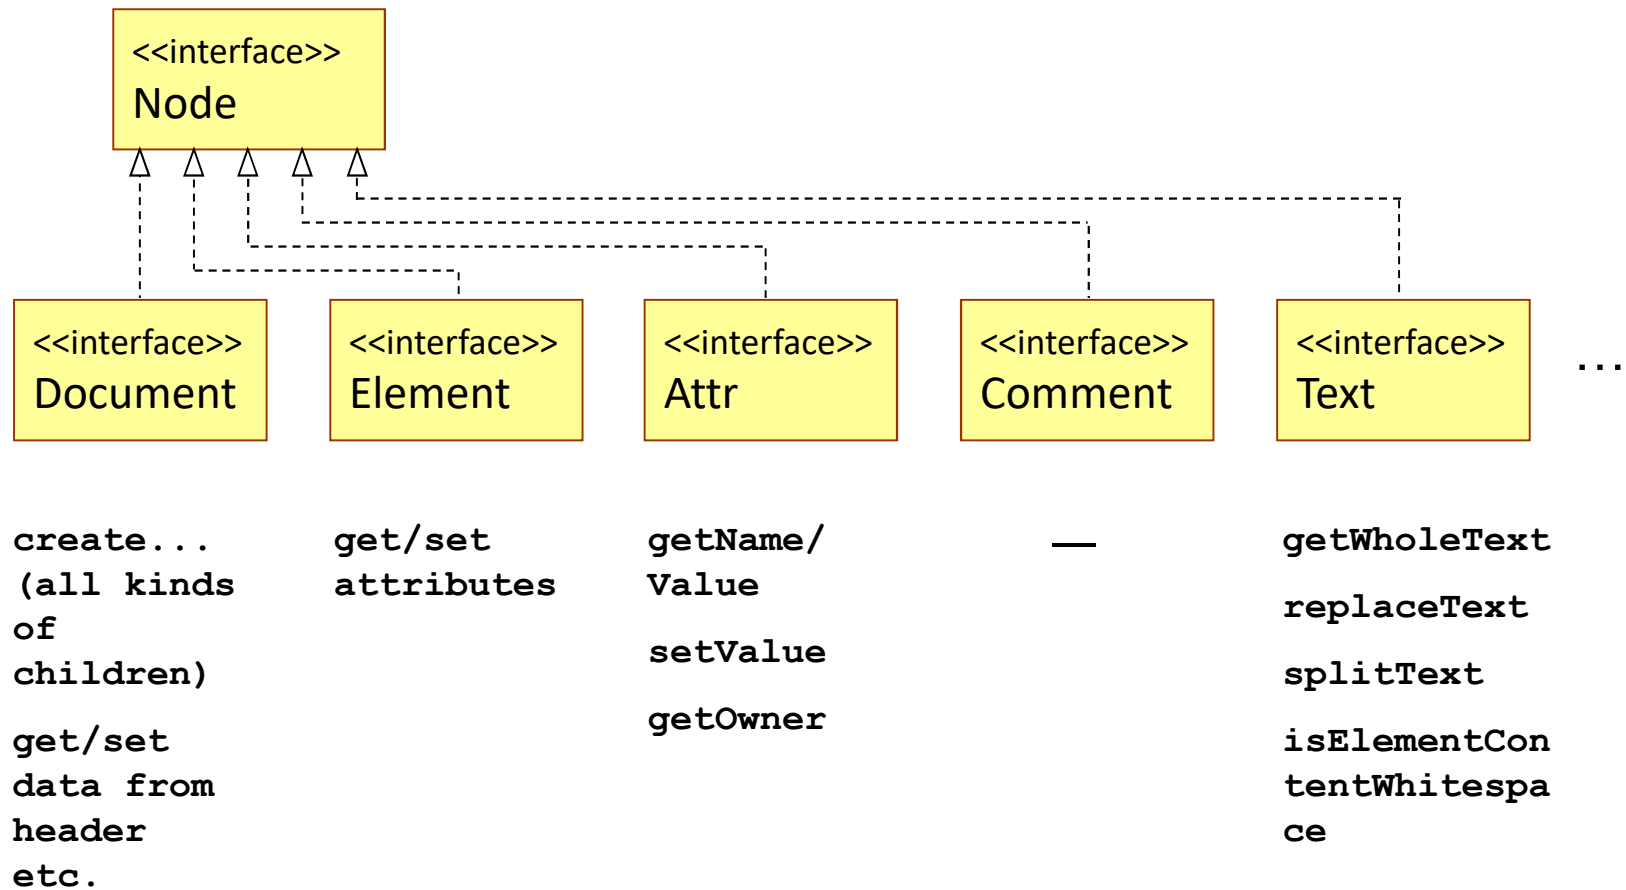 <<interface>>
Node
<<interface>>
Document
<<interface>>
Element
<<interface>>
Attr
<<interface>>
Comment
<<interface>>
Text
...
create...
(all kinds
of
children)
get/set
data from
header
etc.
get/set
attributes
getName/
Value
setValue
getOwner
—
getWholeText
replaceText
splitText
isElementCon
tentWhitespa
ce